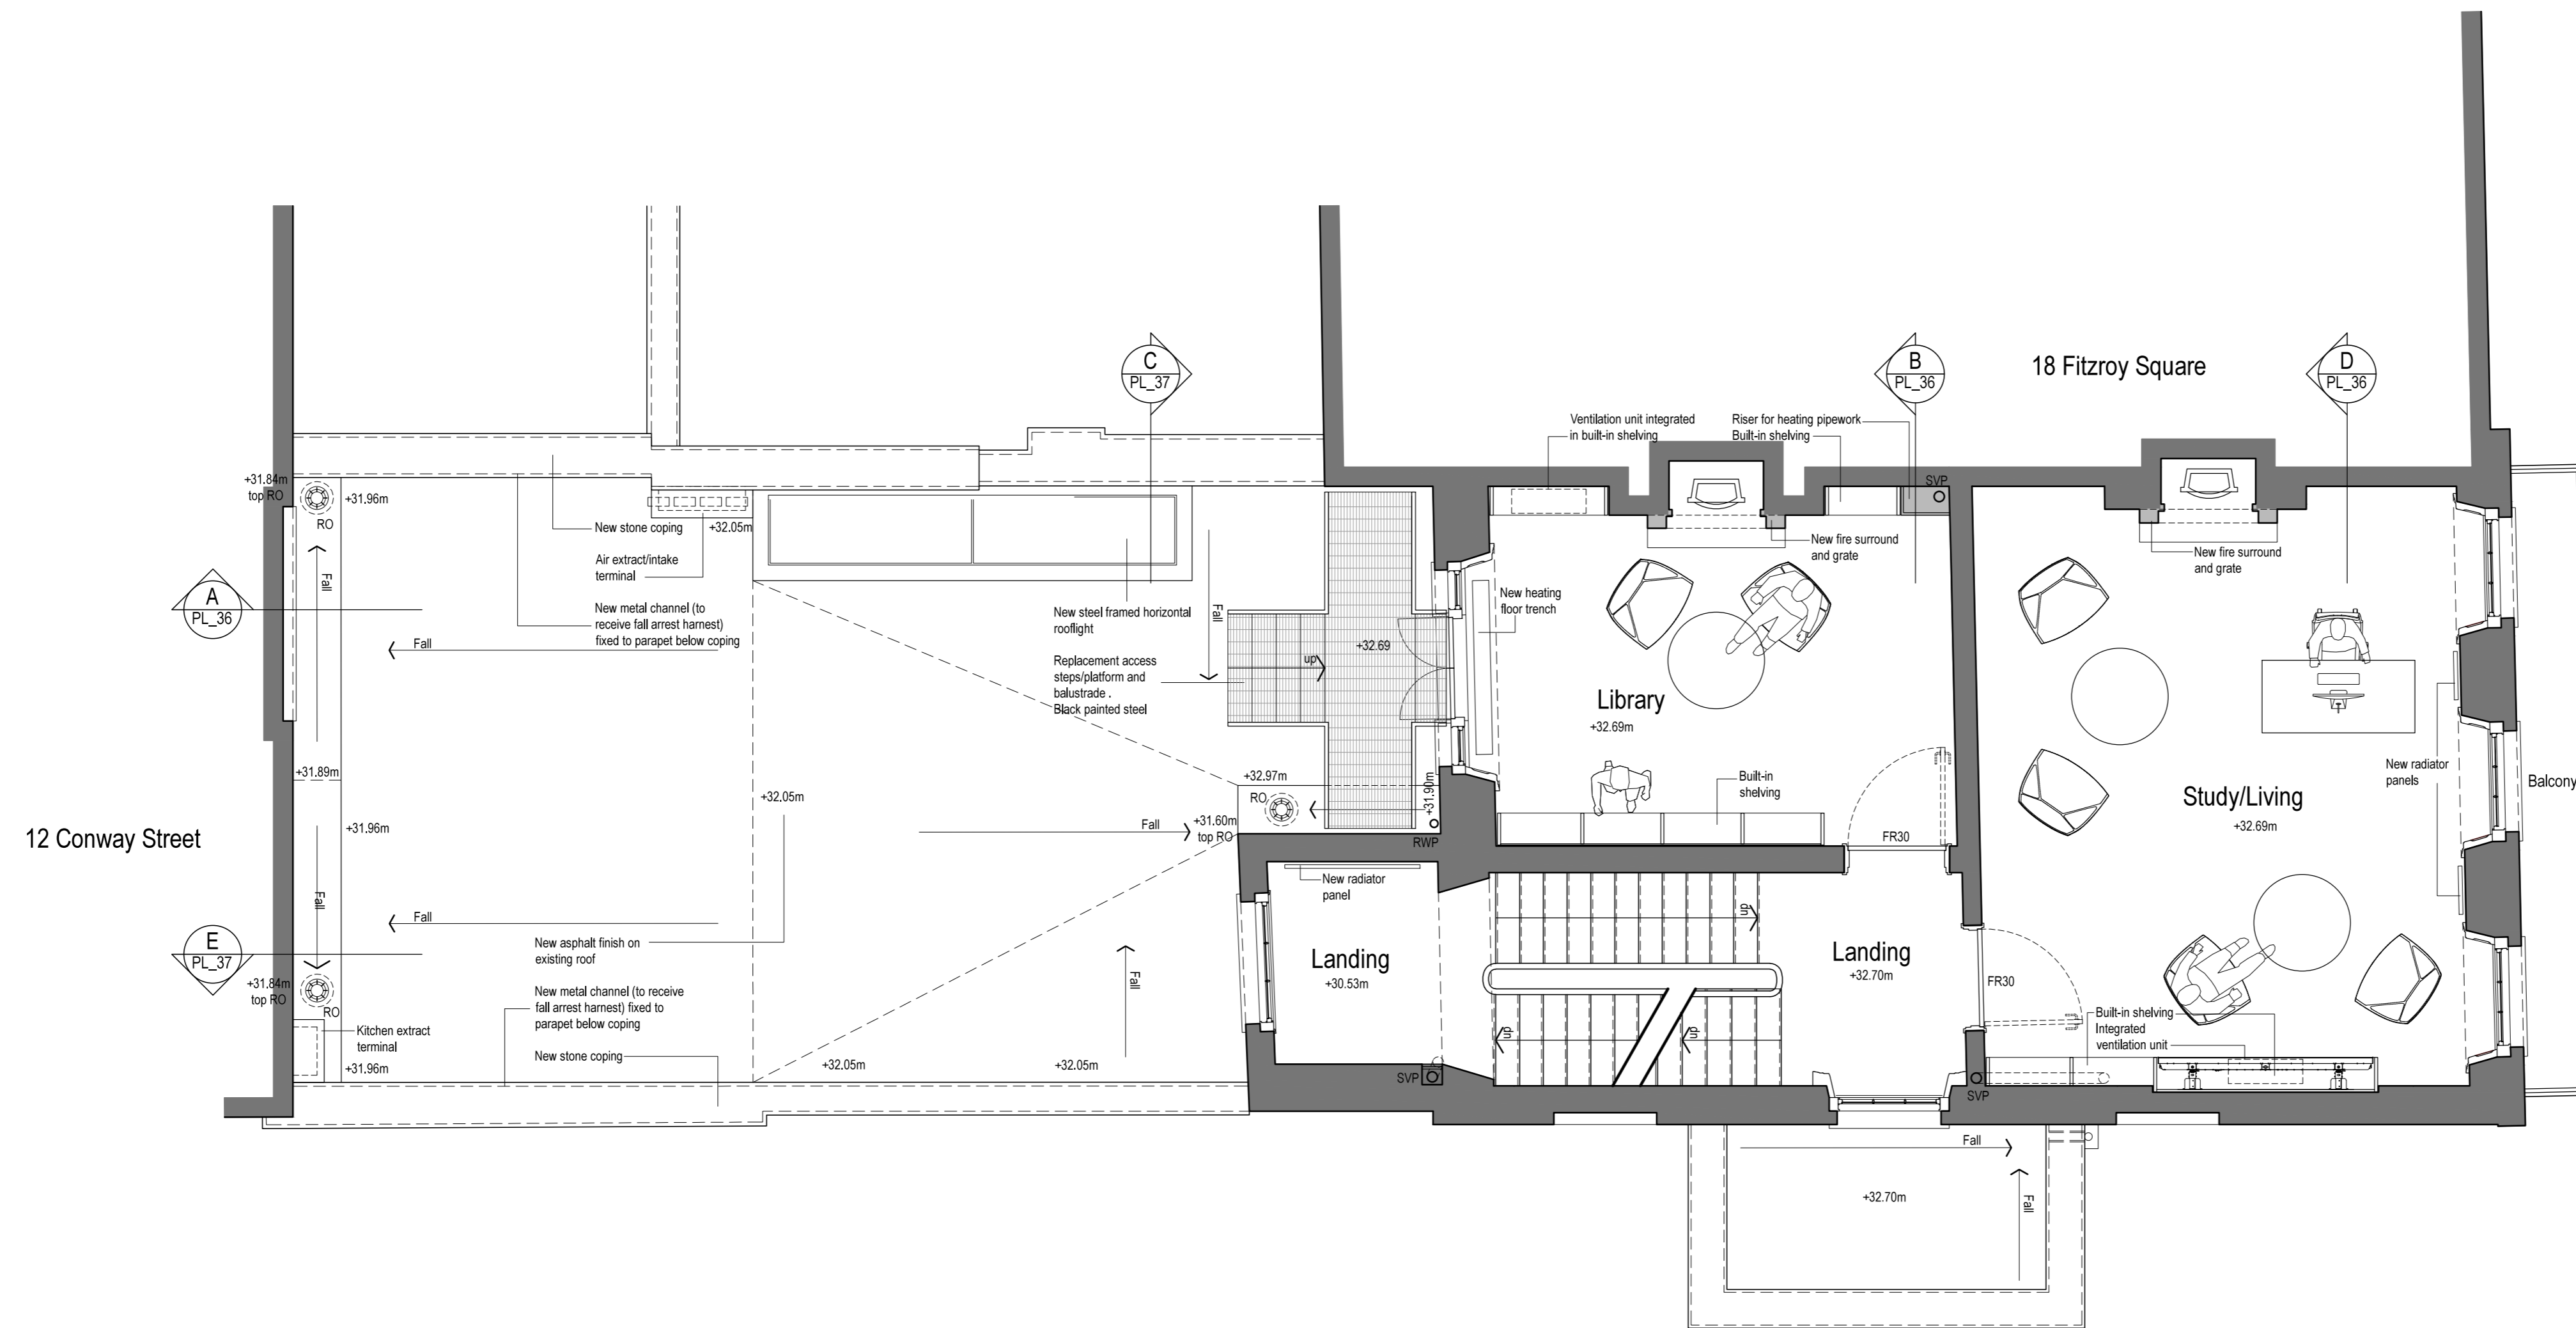 C
PL_37
B
PL_36
18 Fitzroy Square
D
PL_36
Ventilation unit integrated
in built-in shelving
Riser for heating pipework
Built-in shelving
SVP
+31.84m
top RO
+31.96m
RO
New stone coping
+32.05m
Air extract/intake
terminal
New metal channel (to
receive fall arrest harnest)
fixed to parapet below coping
Fall
A
PL_36
Fall
New steel framed horizontal
rooflight
Replacement access
steps/platform and
balustrade .
Black painted steel
Fall
up
+32.69
New heating
floor trench
New fire surround
and grate
New fire surround
and grate
Library
+32.69m
Built-in
shelving
FR30
New radiator
panels
Balcony
Study/Living
+32.69m
+31.89m
+32.05m
+31.96m
12 Conway Street
+32.97m
RO
+31.90m
Fall
+31.60m
top RO
RWP
New radiator
panel
Landing
+30.53m
dn
dn
dn
Landing
+32.70m
FR30
Fall
Fall
E
PL_37
+31.84m
top RO
RO
New asphalt finish on
existing roof
New metal channel (to receive
fall arrest harnest) fixed to
parapet below coping
Kitchen extract
terminal
New stone coping
+31.96m
+32.05m
+32.05m
Fall
SVP
SVP
Built-in shelving
Integrated
ventilation unit
Fall
+32.70m
Fall